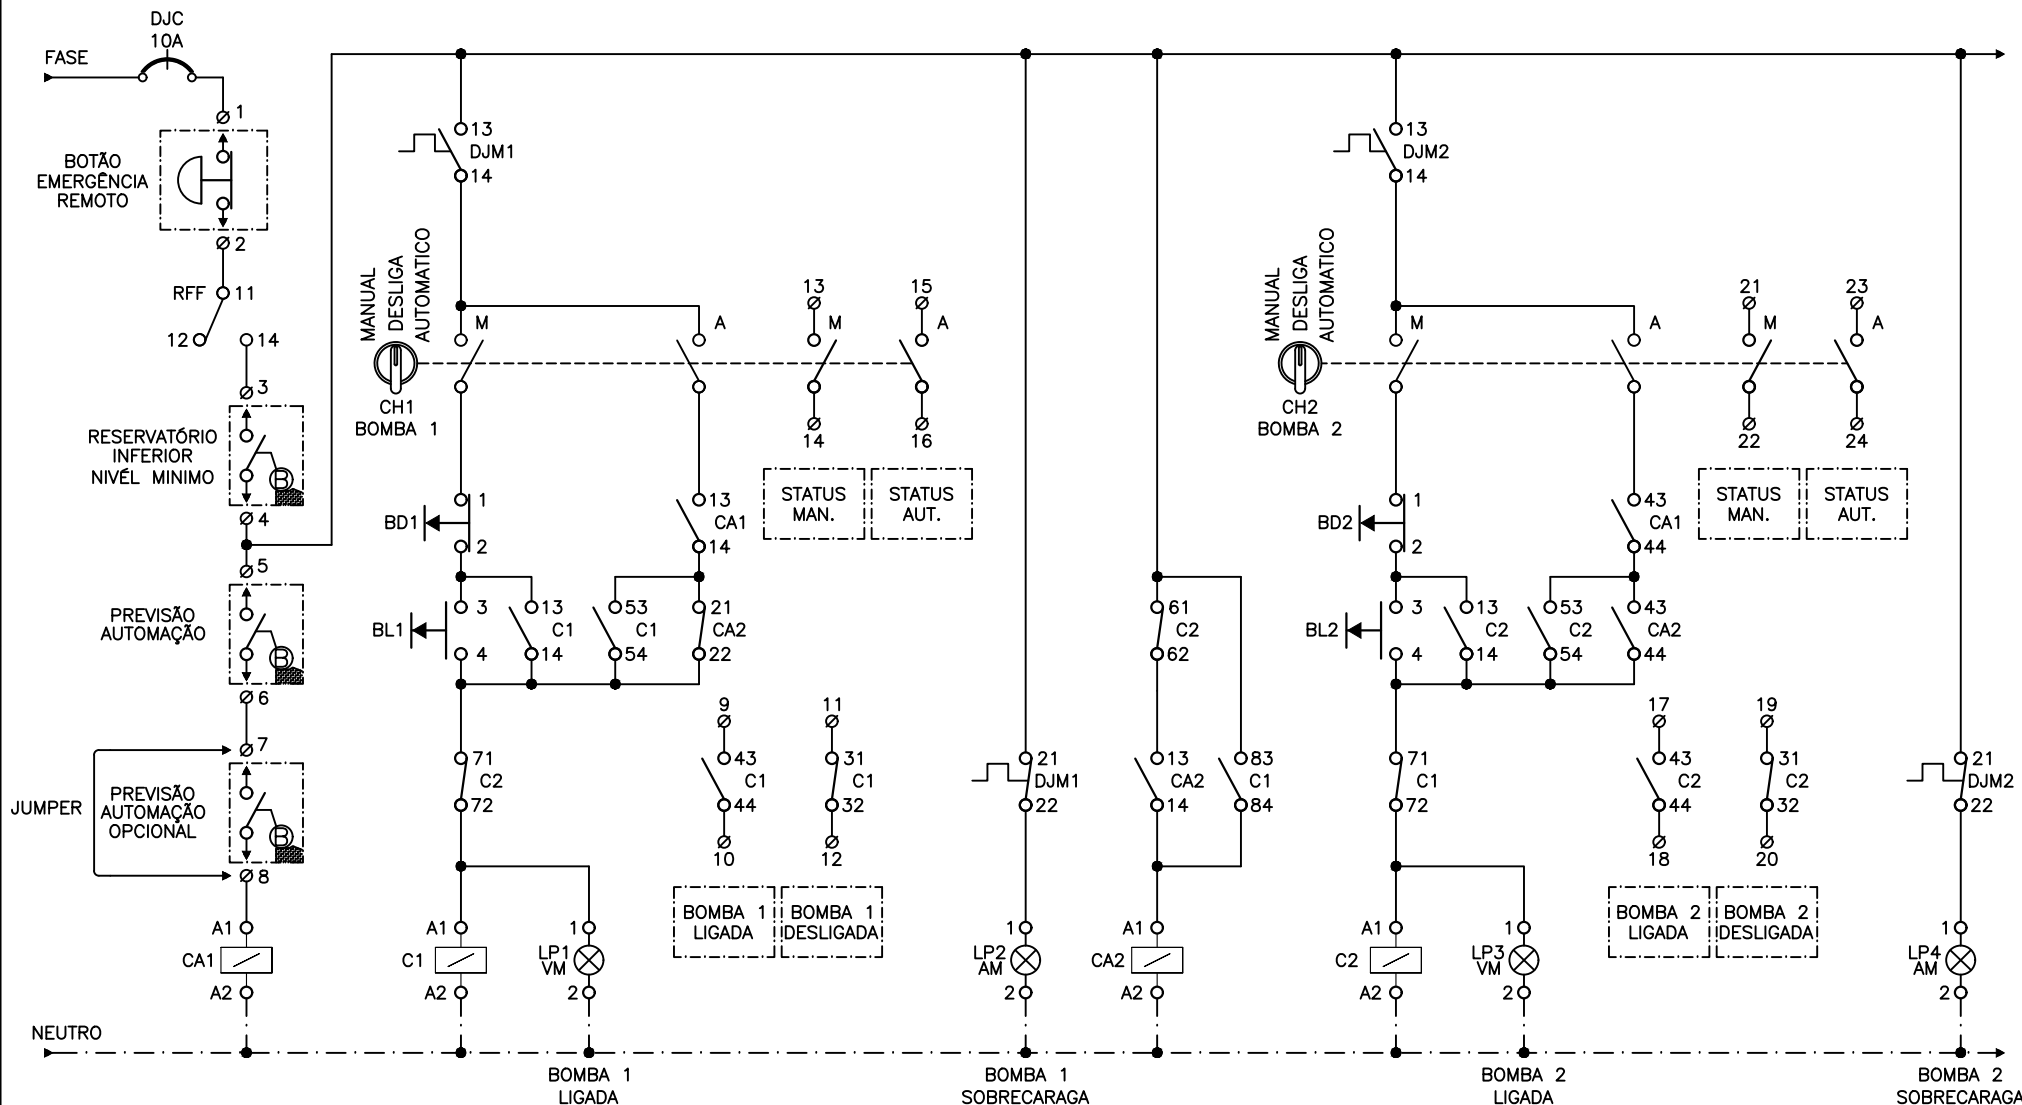 DJC
10A
FASE
1
BOTÃO
EMERGÊNCIA
REMOTO
2
RFF
11
12
14
3
RESERVATÓRIO
INFERIOR
NIVÉL MINIMO
B
4
5
PREVISÃO
AUTOMAÇÃO
B
6
7
JUMPER
PREVISÃO
AUTOMAÇÃO
OPCIONAL
B
8
A1
CA1
A2
NEUTRO
13
DJM1
14
MANUAL
DESLIGA
AUTOMATICO
M
A
CH1
BOMBA 1
13
M
14
15
A
16
STATUS
MAN.
STATUS
AUT.
1
BD1
2
13
CA1
14
3
BL1
4
13
C1
14
53
C1
54
21
CA2
22
71
C2
72
9
43
C1
44
10
11
31
C1
32
12
BOMBA 1
LIGADA
BOMBA 1
DESLIGADA
A1
C1
A2
1
LP1
VM
2
BOMBA 1
LIGADA
21
DJM1
22
1
LP2
AM
2
BOMBA 1
SOBRECARAGA
61
C2
62
13
CA2
14
83
C1
84
A1
CA2
A2
13
DJM2
14
MANUAL
DESLIGA
AUTOMATICO
M
A
CH2
BOMBA 2
21
M
22
23
A
24
STATUS
MAN.
STATUS
AUT.
1
BD2
2
43
CA1
44
3
BL2
4
13
C2
14
53
C2
54
43
CA2
44
71
C1
72
17
43
C2
44
18
19
31
C2
32
20
BOMBA 2
LIGADA
BOMBA 2
DESLIGADA
A1
C2
A2
1
LP3
VM
2
BOMBA 2
LIGADA
21
DJM2
22
1
LP4
AM
2
BOMBA 2
SOBRECARAGA